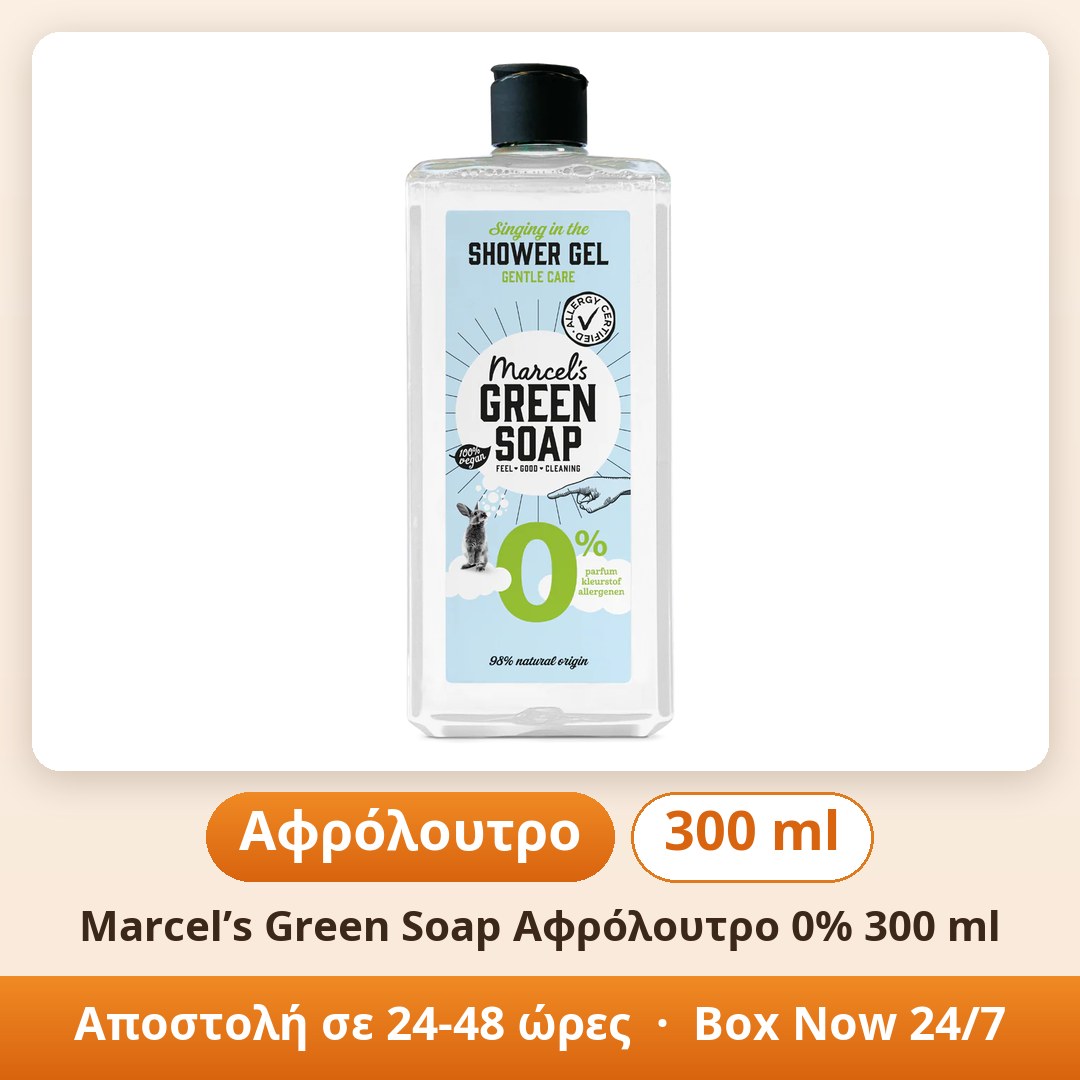 Singing in the
SHOWER GEL
GENTLE CARE
ALLERGY CERTIFIED
Marcel's
GREEN
SOAP
100%
vegan
FEEL • GOOD • CLEANING
0%
parfum
kleurstof
allergenen
98% natural origin
Αφρόλουτρο
300 ml
Marcel’s Green Soap Αφρόλουτρο 0% 300 ml
Αποστολή σε 24-48 ώρες · Box Now 24/7